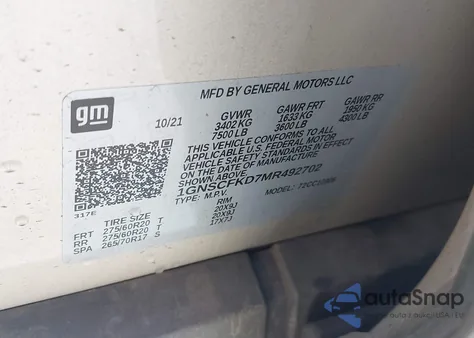 gm
MFD BY GENERAL MOTORS LLC
10/21 GVWR GAWR FRT GAWR RR
3402 KG 1633 KG 1950 KG
7500 LB 3600 LB 4300 LB
THIS VEHICLE CONFORMS TO ALL APPLICABLE
U.S. FEDERAL MOTOR
VEHICLE SAFETY STANDARDS IN EFFECT ON THE
DATE OF MANUFACTURE
1GNSCFKD7MR492702
TYPE: M.P.V. MODEL:
317E
TIRE SIZE RIM
FRT 275/60R20 T 20X9J
RR 275/60R20 T 20X9J
SPA 265/70R17 S 17X7J
autoSnap